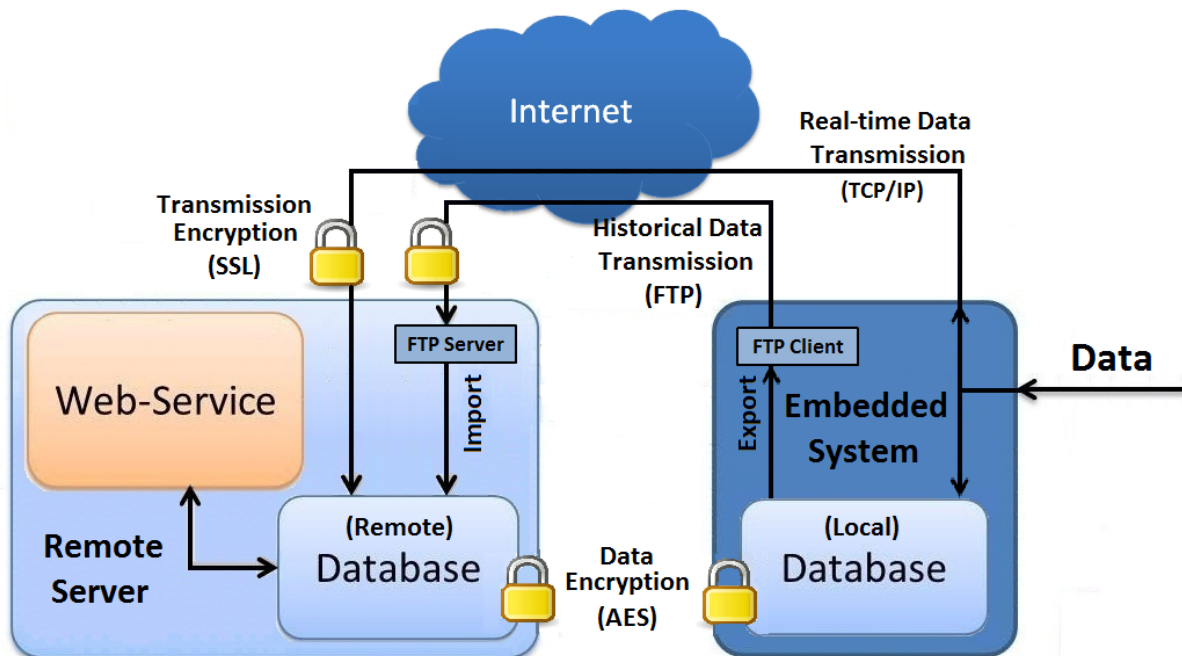 Internet
Real-time Data
Transmission
(TCP/IP)
Transmission
Encryption
(SSL)
Historical Data
Transmission
(FTP)
FTP Server
FTP Client
Data
Web-Service
Import
Export
Embedded
System
(Remote)
Database
Remote
Server
Data
Encryption
(AES)
(Local)
Database